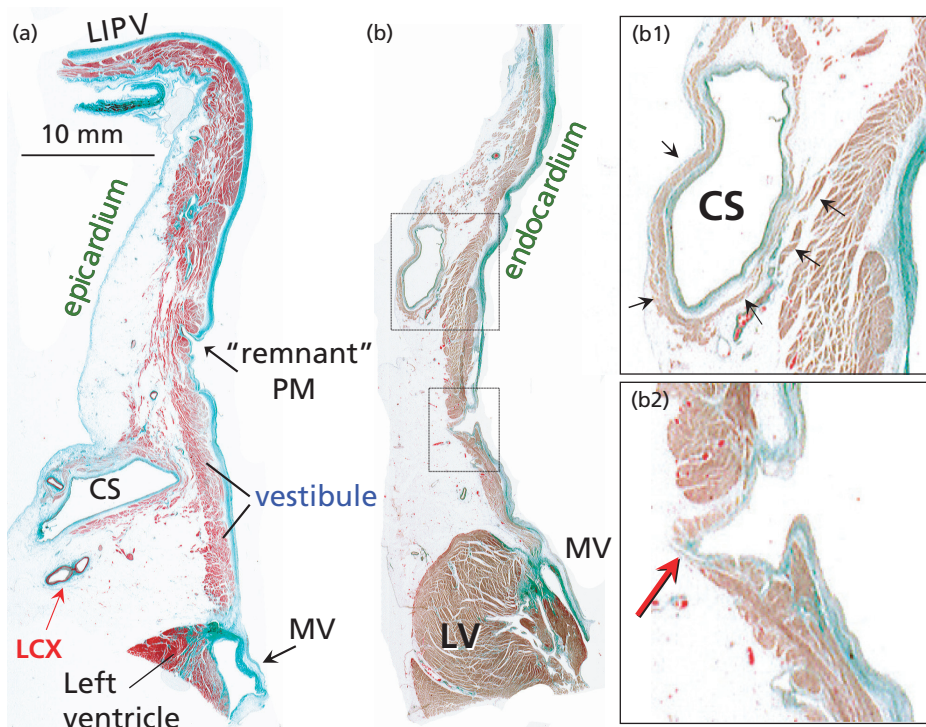 (a)
LIPV
10 mm
epicardium
"remnant"
PM
CS
vestibule
LCX
MV
Left
ventricle
(b)
endocardium
MV
LV
(b1)
CS
(b2)